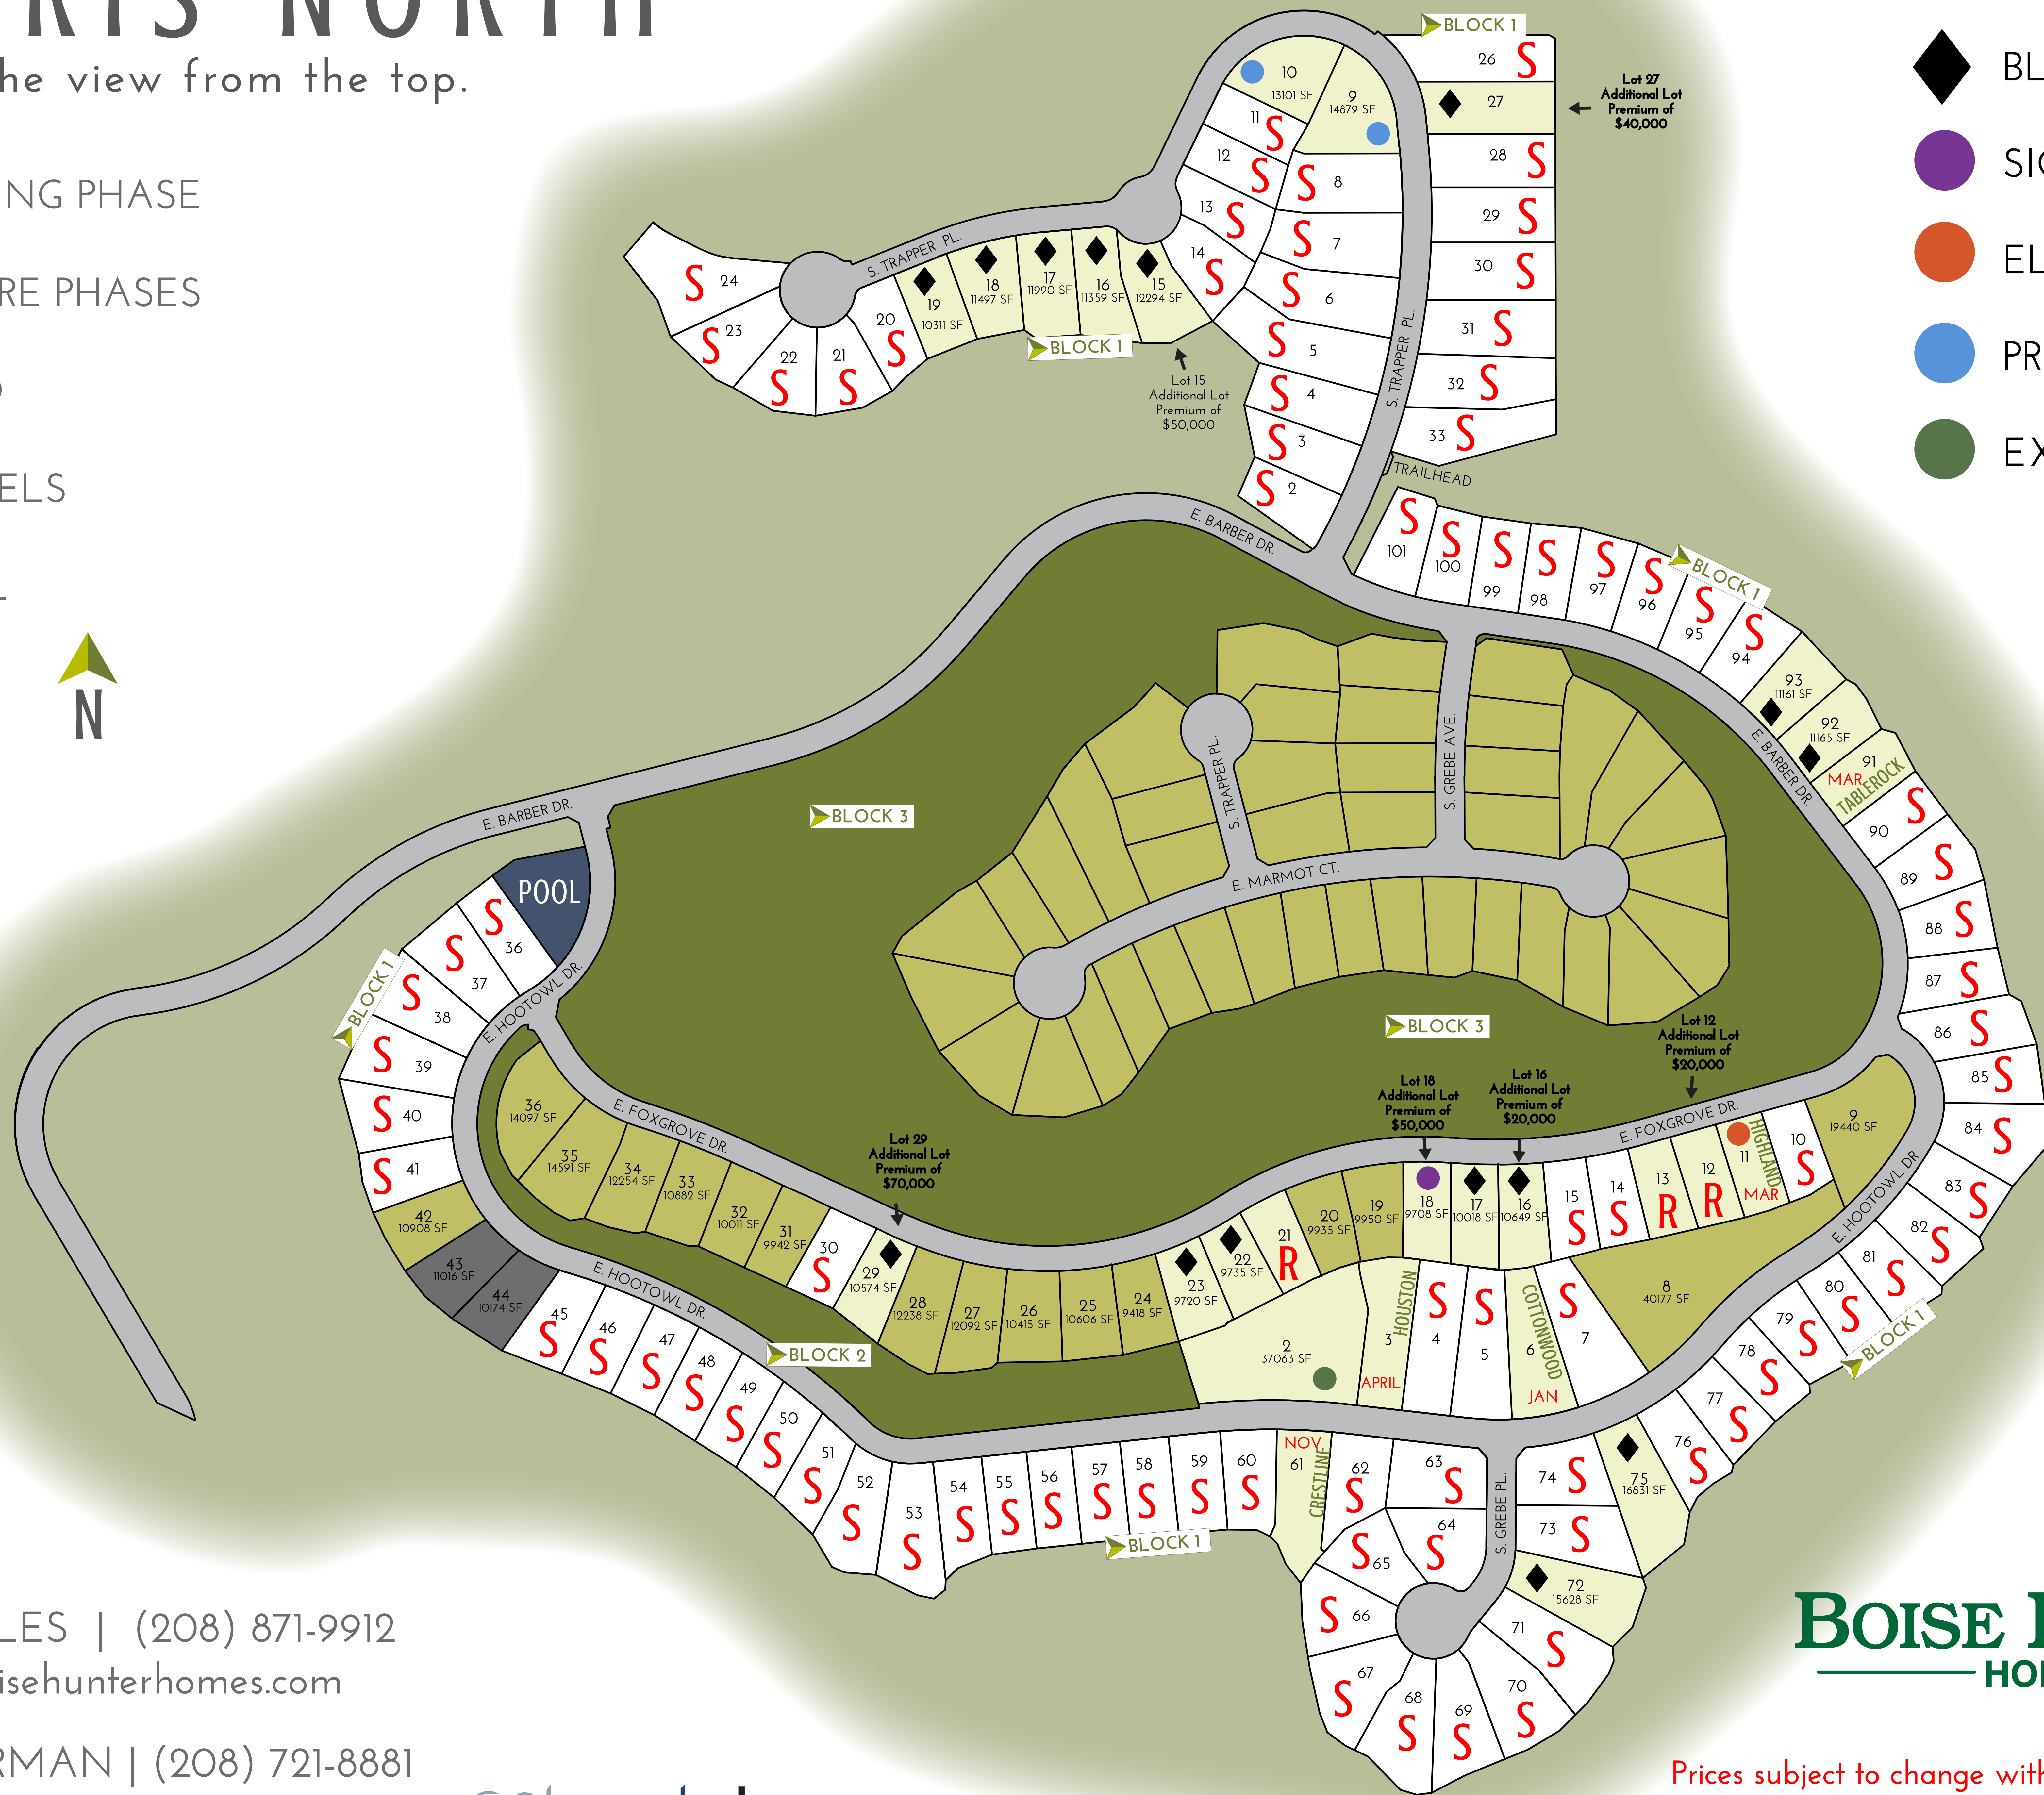 RIS NORTH
he view from the top.
NG PHASE
RE PHASES
ELS
N
BL
SIG
EL
PR
EX
BLOCK 1
26 S
27
Lot 27
Additional Lot
Premium of
$40,000
28 S
29 S
30 S
31 S
32 S
33 S
TRAILHEAD
10
13101 SF
9
14879 SF
11 S
12 S
13 S
14 S
S 8
S 7
S 6
S 5
S 4
S 3
S 2
S. TRAPPER PL.
S. TRAPPER PL.
S 24
S 23
22 S
21 S
20 S
19
10311 SF
18
11497 SF
17
11990 SF
16
11359 SF
15
12294 SF
BLOCK 1
Lot 15
Additional Lot
Premium of
$50,000
E. BARBER DR.
S 101
S 100
S 99
S 98
S 97
S 96
S 95
S 94
BLOCK 1
93
11161 SF
92
11165 SF
91
MAR
TABLEROCK
E. BARBER DR.
90 S
89 S
88 S
87 S
86 S
85 S
84 S
83 S
82 S
81 S
80 S
79 S
78 S
77 S
76 S
BLOCK 1
S. TRAPPER PL.
S. GREBE AVE.
E. MARMOT CT.
BLOCK 3
BLOCK 3
E. BARBER DR.
POOL
S 36
S 37
S 38
S 39
S 40
S 41
BLOCK 1
E. HOOTOWL DR.
42
10908 SF
43
11016 SF
44
10174 SF
36
14097 SF
35
14591 SF
34
12254 SF
33
10882 SF
32
10011 SF
31
9942 SF
30 S
29
10574 SF
28
12238 SF
27
12092 SF
26
10415 SF
25
10606 SF
24
9418 SF
23
9720 SF
22
9735 SF
21
R
20
9935 SF
19
9950 SF
18
9708 SF
17
10018 SF
16
10649 SF
15 S
14 S
13
R
12
R
11
HIGHLAND
MAR
10 S
9
19440 SF
8
40177 SF
E. FOXGROVE DR.
E. FOXGROVE DR.
Lot 29
Additional Lot
Premium of
$70,000
Lot 18
Additional Lot
Premium of
$50,000
Lot 16
Additional Lot
Premium of
$20,000
Lot 12
Additional Lot
Premium of
$20,000
E. HOOTOWL DR.
E. HOOTOWL DR.
BLOCK 2
2
37063 SF
3
HOUSTON
APRIL
S 4
S 5
6
COTTONWOOD
JAN
S 7
45 S
46 S
47 S
48 S
49 S
50 S
51 S
52 S
53 S
54 S
55 S
56 S
57 S
58 S
59 S
60 S
BLOCK 1
NOV
61
CRESTLINE
62 S
63 S
64 S
S 65
S 66
67 S
68 S
69 S
70 S
71 S
72
15628 SF
73 S
74 S
75
16831 SF
S. GREBE PL.
LES | (208) 871-9912
isehunterhomes.com
RMAN | (208) 721-8881
BOISE
HO
Prices subject to change with